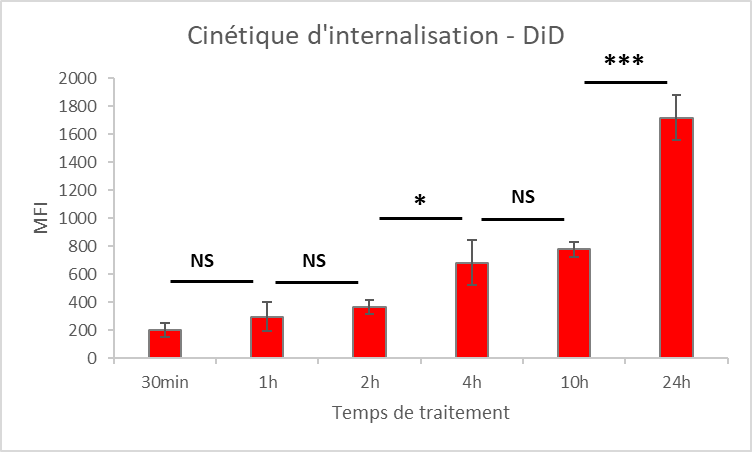 Cinétique d'internalisation - DiD
***
2000
1800
1600
1400
1200
1000
800
600
400
200
0
MFI
NS
NS
*
NS
30min 1h 2h 4h 10h 24h
Temps de traitement